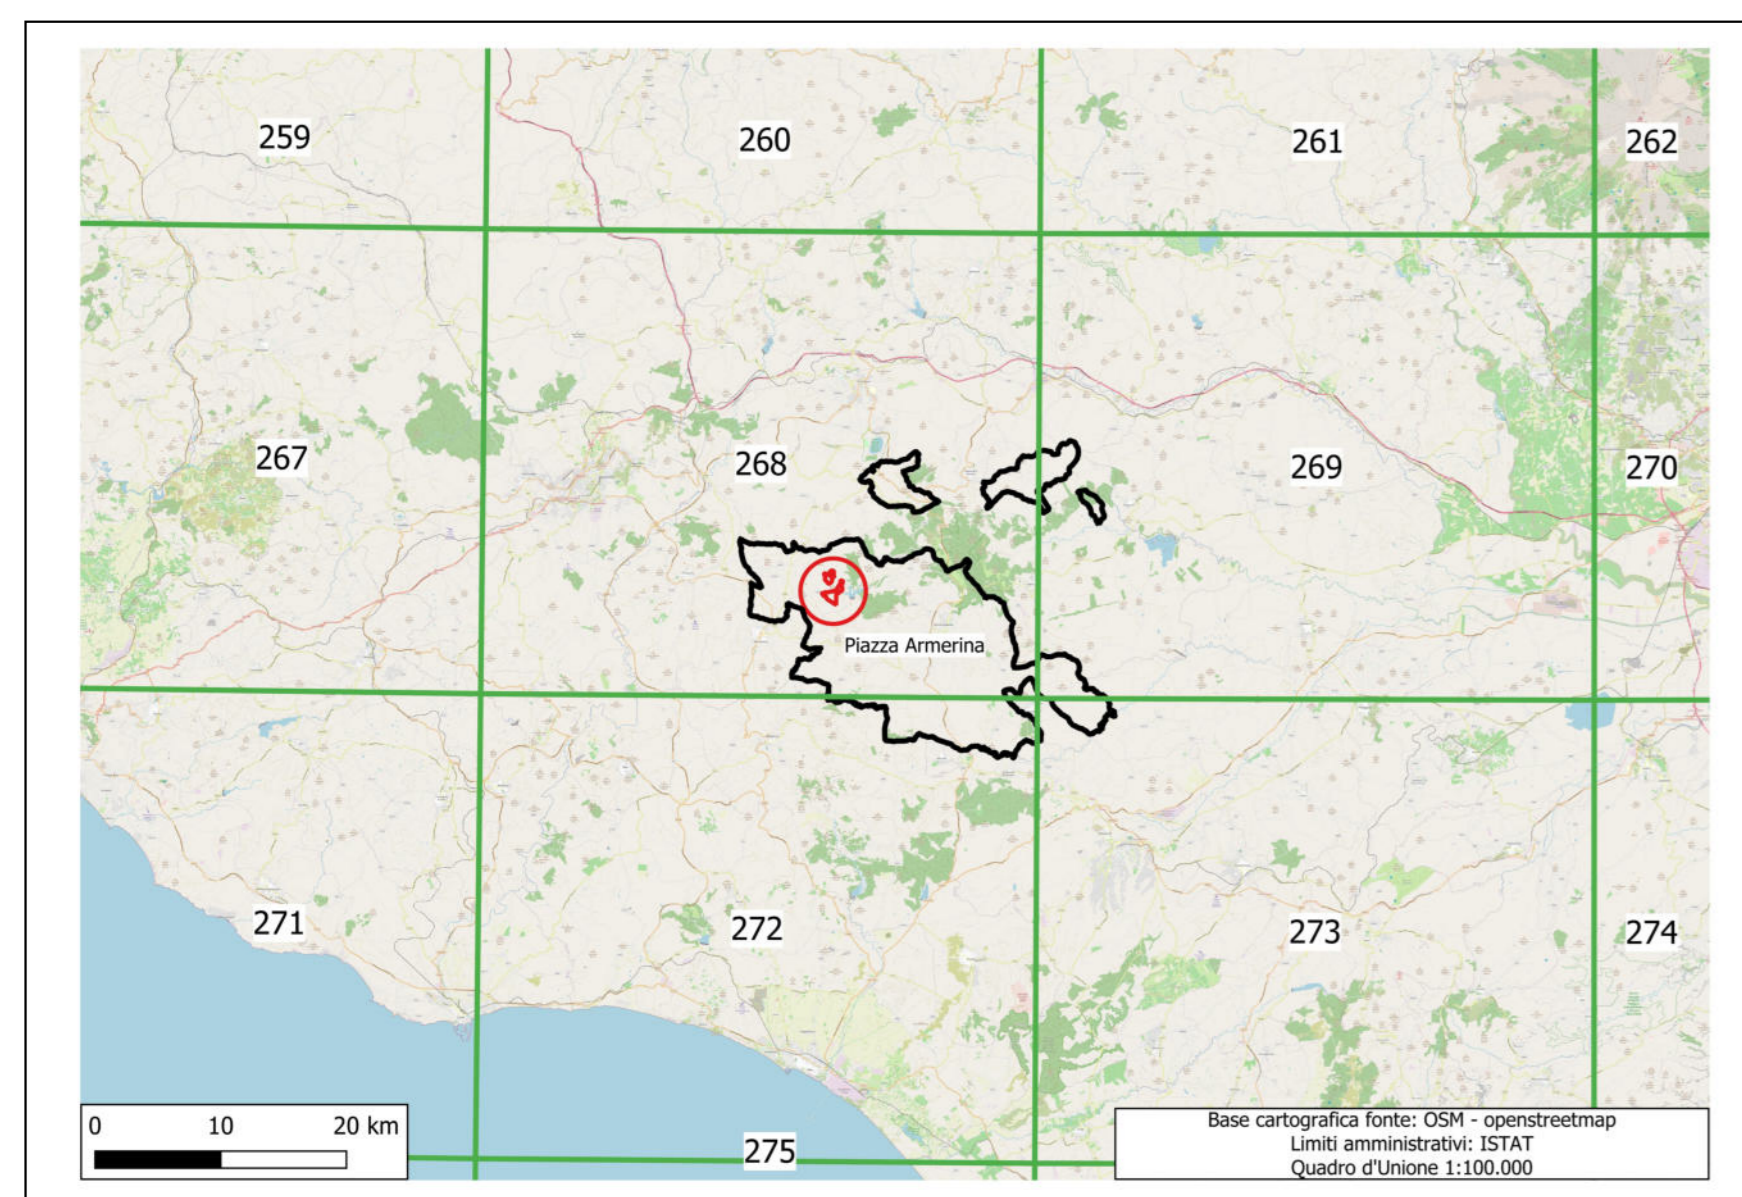 259
260
261
262
267
268
269
270
Piazza Armerina
271
272
273
274
275
0 10 20 km
Base cartografica fonte: OSM - openstreetmap
Limiti amministrativi: ISTAT
Quadro d'Unione 1:100.000